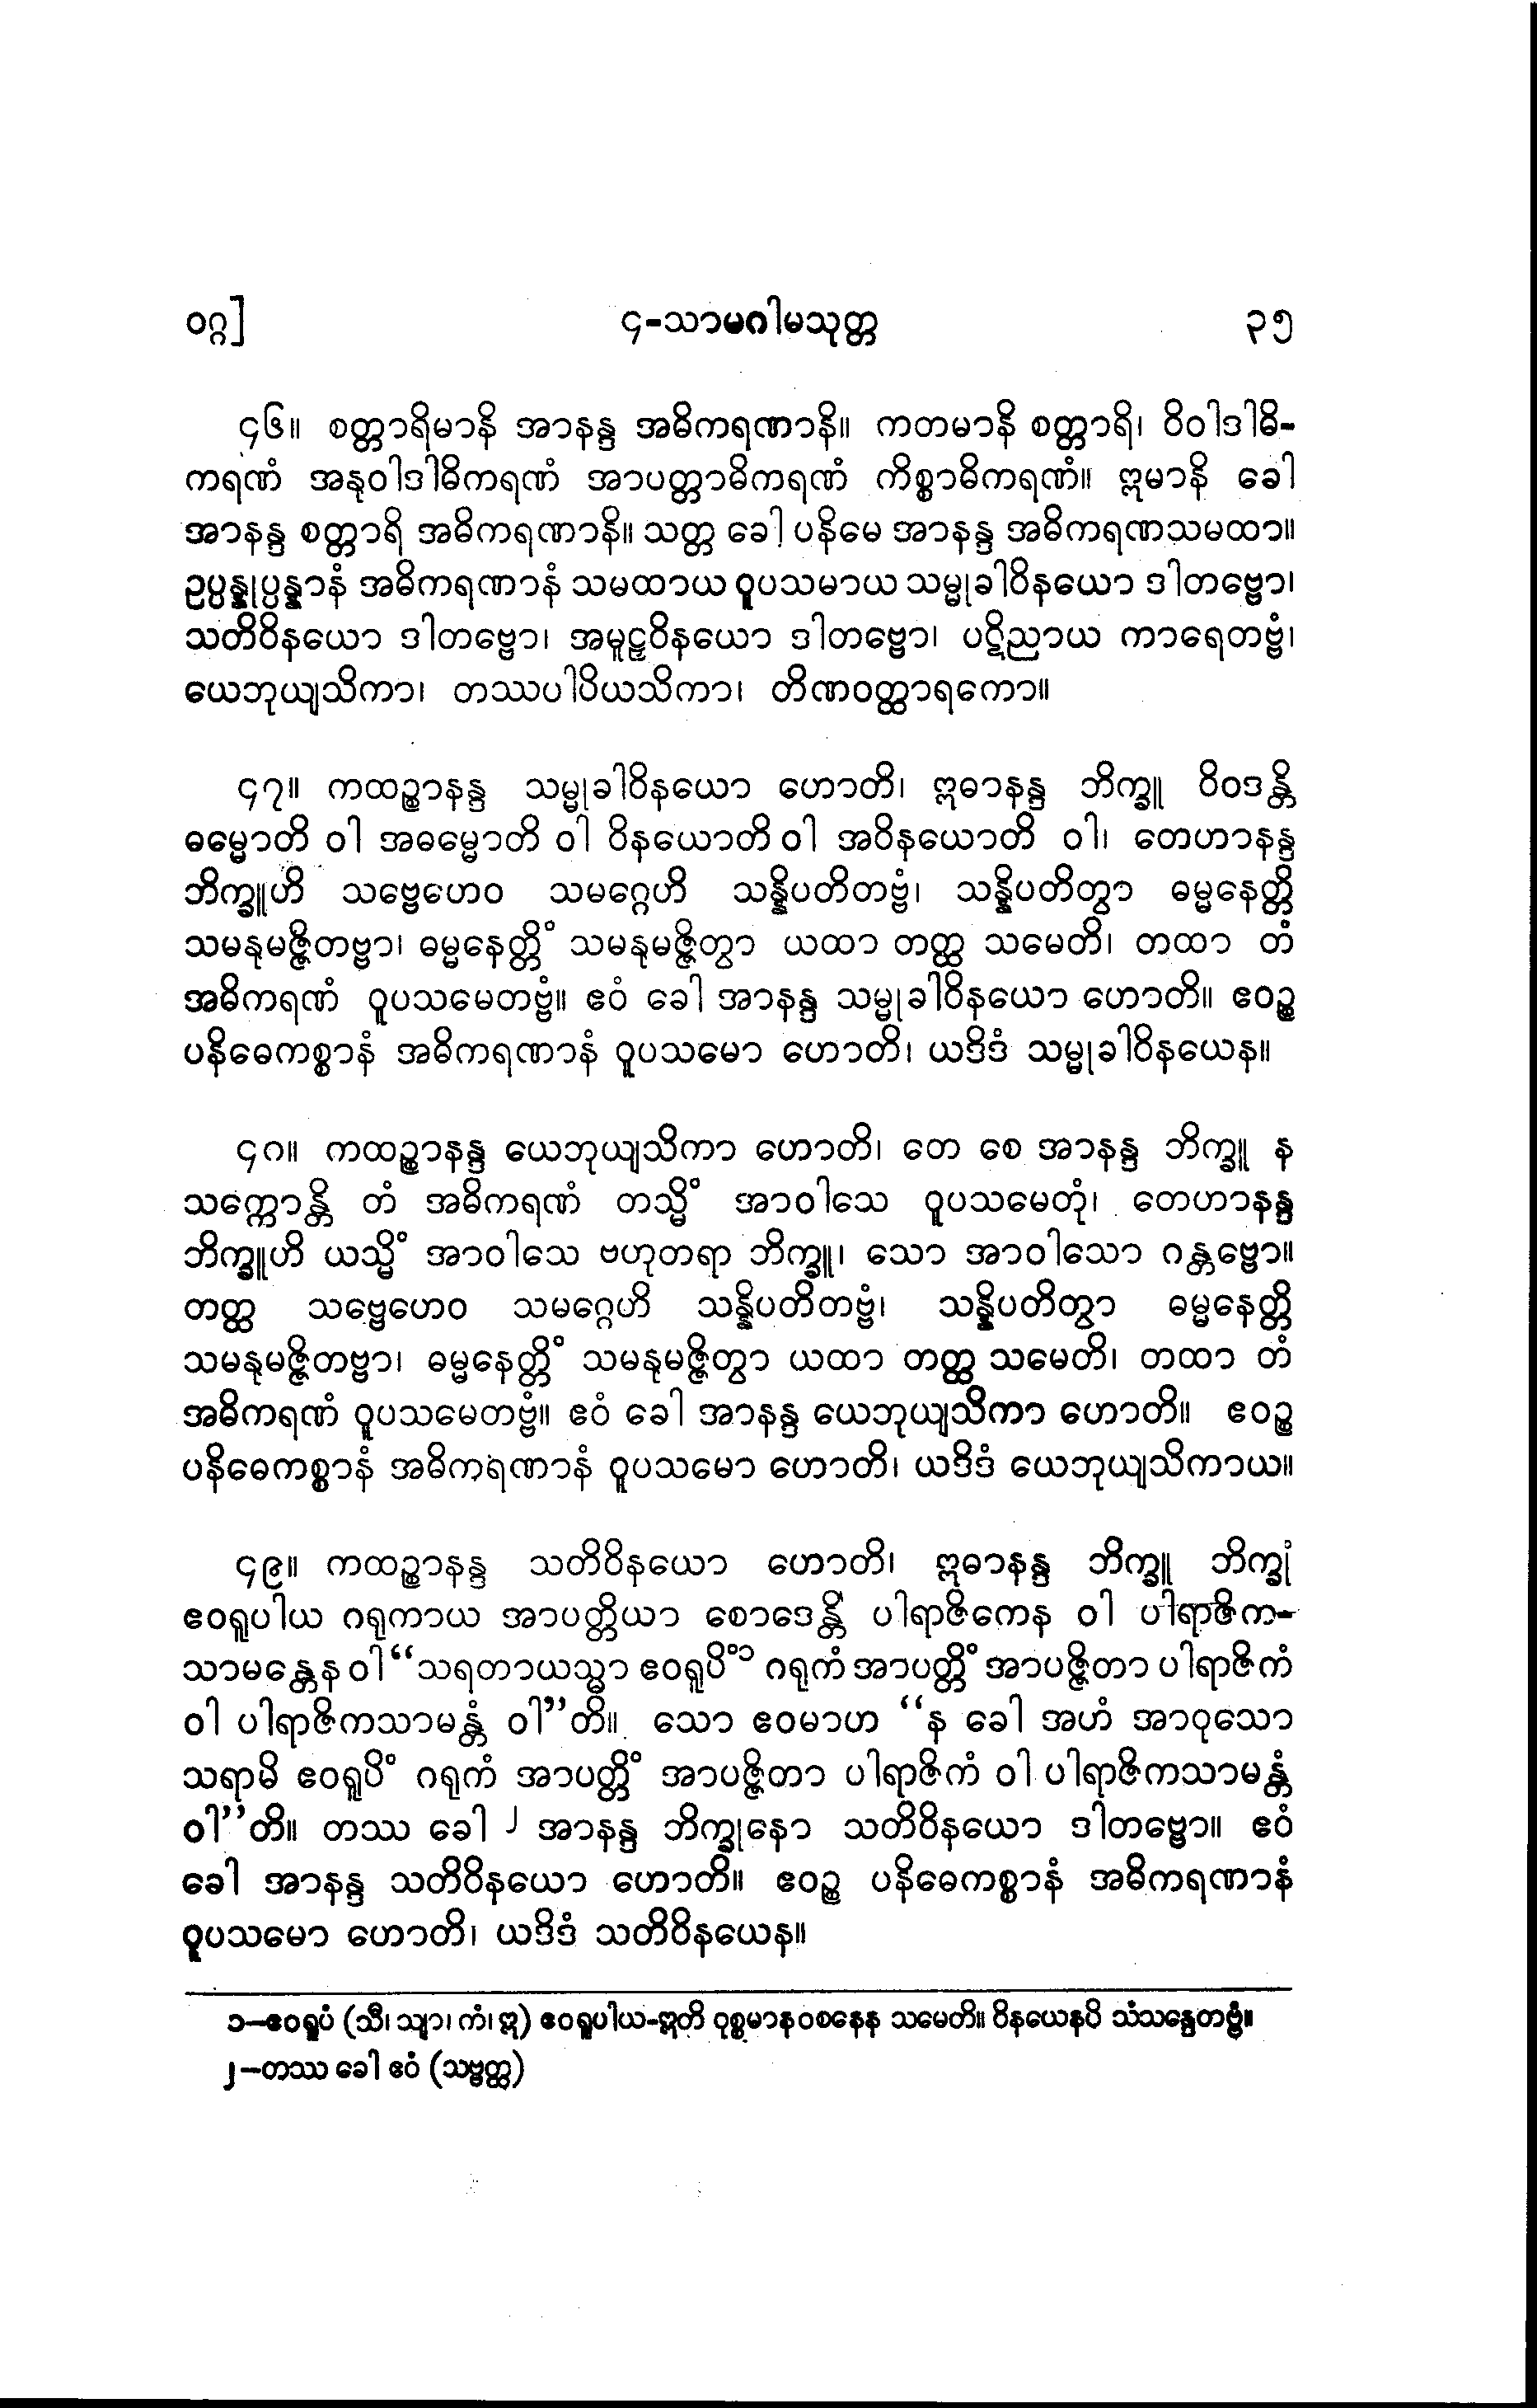 ဝဂ္ဂ] ၄-သာမဂါမသုတ္တ ၃၅
၄၆။ စတ္တာရိမာနိ အာနန္ဒ အဓိကရဏာနိ။ ကတမာနိ စတ္တာရိ၊ ဝိဝါဒါဓိ-
ကရဏံ အနုဝါဒါဓိကရဏံ အာပတ္တာဓိကရဏံ ကိစ္စာဓိကရဏံ။ ဣမာနိ ခေါ
အာနန္ဒ စတ္တာရိ အဓိကရဏာနိ။ သတ္တ ခေါ ပနိမေ အာနန္ဒ အဓိကရဏသမထာ။
ဥပ္ပန္နုပ္ပန္နာနံ အဓိကရဏာနံ သမထာယ ဝူပသမာယ သမ္မုခါဝိနယော ဒါတဗ္ဗော၊
သတိဝိနယော ဒါတဗ္ဗော၊ အမူဠှဝိနယော ဒါတဗ္ဗော၊ ပဋိညာယ ကာရေတဗ္ဗံ၊
ယေဘုယျသိကာ၊ တဿပါပိယသိကာ၊ တိဏဝတ္ထာရကော။
၄၇။ ကထဉ္စာနန္ဒ သမ္မုခါဝိနယော ဟောတိ၊ ဣဓာနန္ဒ ဘိက္ခူ ဝိဝဒန္တိ
ဓမ္မောတိ ဝါ အဓမ္မောတိ ဝါ ဝိနယောတိ ဝါ အဝိနယောတိ ဝါ၊ တေဟာနန္ဒ
ဘိက္ခူဟိ သဗ္ဗေဟေဝ သမဂ္ဂေဟိ သန္နိပတိတဗ္ဗံ၊ သန္နိပတိတွာ ဓမ္မနေတ္တိ
သမနုမဇ္ဇိတဗ္ဗာ၊ ဓမ္မနေတ္တိံ သမနုမဇ္ဇိတွာ ယထာ တတ္ထ သမေတိ၊ တထာ တံ
အဓိကရဏံ ဝူပသမေတဗ္ဗံ။ ဧဝံ ခေါ အာနန္ဒ သမ္မုခါဝိနယော ဟောတိ။ ဧဝဉ္စ
ပနိဓေကစ္စာနံ အဓိကရဏာနံ ဝူပသမော ဟောတိ၊ ယဒိဒံ သမ္မုခါဝိနယေန။
၄၈။ ကထဉ္စာနန္ဒ ယေဘုယျသိကာ ဟောတိ၊ တေ စေ အာနန္ဒ ဘိက္ခူ န
သက္ကောန္တိ တံ အဓိကရဏံ တသ္မိံ အာဝါသေ ဝူပသမေတုံ၊ တေဟာနန္ဒ
ဘိက္ခူဟိ ယသ္မိံ အာဝါသေ ဗဟုတရာ ဘိက္ခူ၊ သော အာဝါသော ဂန္တဗ္ဗော။
တတ္ထ သဗ္ဗေဟေဝ သမဂ္ဂေဟိ သန္နိပတိတဗ္ဗံ၊ သန္နိပတိတွာ ဓမ္မနေတ္တိ
သမနုမဇ္ဇိတဗ္ဗာ၊ ဓမ္မနေတ္တိံ သမနုမဇ္ဇိတွာ ယထာ တတ္ထ သမေတိ၊ တထာ တံ
အဓိကရဏံ ဝူပသမေတဗ္ဗံ။ ဧဝံ ခေါ အာနန္ဒ ယေဘုယျသိကာ ဟောတိ။ ဧဝဉ္စ
ပနိဓေကစ္စာနံ အဓိကရဏာနံ ဝူပသမော ဟောတိ၊ ယဒိဒံ ယေဘုယျသိကာယ။
၄၉။ ကထဉ္စာနန္ဒ သတိဝိနယော ဟောတိ၊ ဣဓာနန္ဒ ဘိက္ခူ ဘိက္ခုံ
ဧဝရူပါယ ဂရုကာယ အာပတ္တိယာ စောဒေန္တိ ပါရာဇိကေန ဝါ ပါရာဇိက-
သာမန္တေန ဝါ “သရတာယသ္မာ ဧဝရူပိံ ၁ ဂရုကံ အာပတ္တိံ အာပဇ္ဇိတာ ပါရာဇိကံ
ဝါ ပါရာဇိကသာမန္တံ ဝါ”တိ။ သော ဧဝမာဟ “န ခေါ အဟံ အာဝုသော
သရာမိ ဧဝရူပိံ ဂရုကံ အာပတ္တိံ အာပဇ္ဇိတာ ပါရာဇိကံ ဝါ ပါရာဇိကသာမန္တံ
ဝါ”တိ။ တဿ ခေါ ၂ အာနန္ဒ ဘိက္ခုနော သတိဝိနယော ဒါတဗ္ဗော။ ဧဝံ
ခေါ အာနန္ဒ သတိဝိနယော ဟောတိ။ ဧဝဉ္စ ပနိဓေကစ္စာနံ အဓိကရဏာနံ
ဝူပသမော ဟောတိ၊ ယဒိဒံ သတိဝိနယေန။
၁—ဧဝရူပံ (သီ၊ သျာ၊ ကံ၊ ဣ) ဧဝရူပါယ-ဣတိ ဝုစ္စမာနဝစနေန သမေတိ။ ဝိနယေနပိ သံသန္ဒေတဗ္ဗံ။
၂—တဿ ခေါ ဧဝံ (သဗ္ဗတ္ထ)